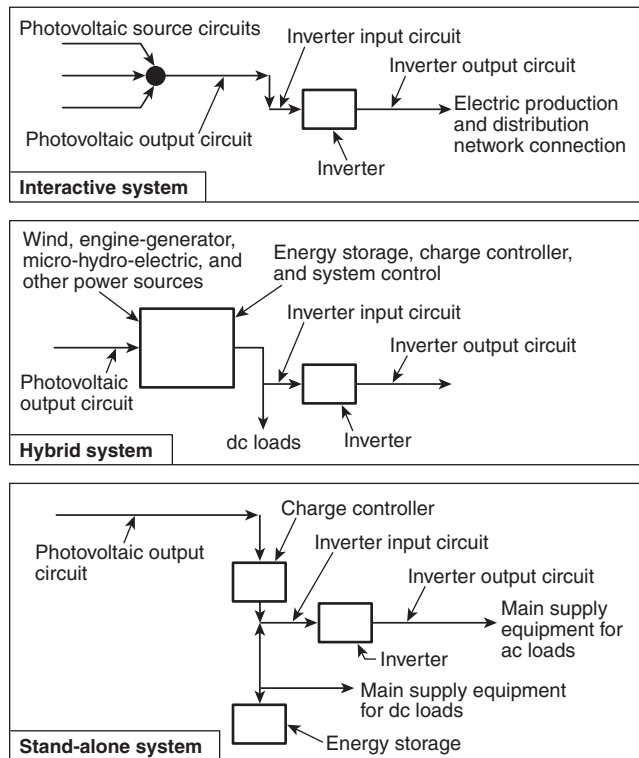 Photovoltaic source circuits
Inverter input circuit
Inverter output circuit
Photovoltaic output circuit
Electric production
and distribution
network connection
Inverter
Interactive system
Wind, engine-generator,
micro-hydro-electric, and
other power sources
Energy storage, charge controller,
and system control
Inverter input circuit
Inverter output circuit
Photovoltaic
output circuit
dc loads
Inverter
Hybrid system
Charge controller
Photovoltaic output
circuit
Inverter input circuit
Inverter output circuit
Main supply
equipment for
ac loads
Inverter
Main supply equipment
for dc loads
Energy storage
Stand-alone system